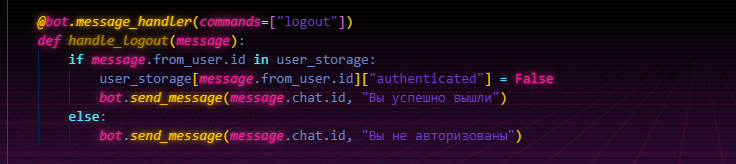 @bot.message_handler(commands=["logout"])
def handle_logout(message):
    if message.from_user.id in user_storage:
        user_storage[message.from_user.id]["authenticated"] = False
        bot.send_message(message.chat.id, "Вы успешно вышли")
    else:
        bot.send_message(message.chat.id, "Вы не авторизованы")